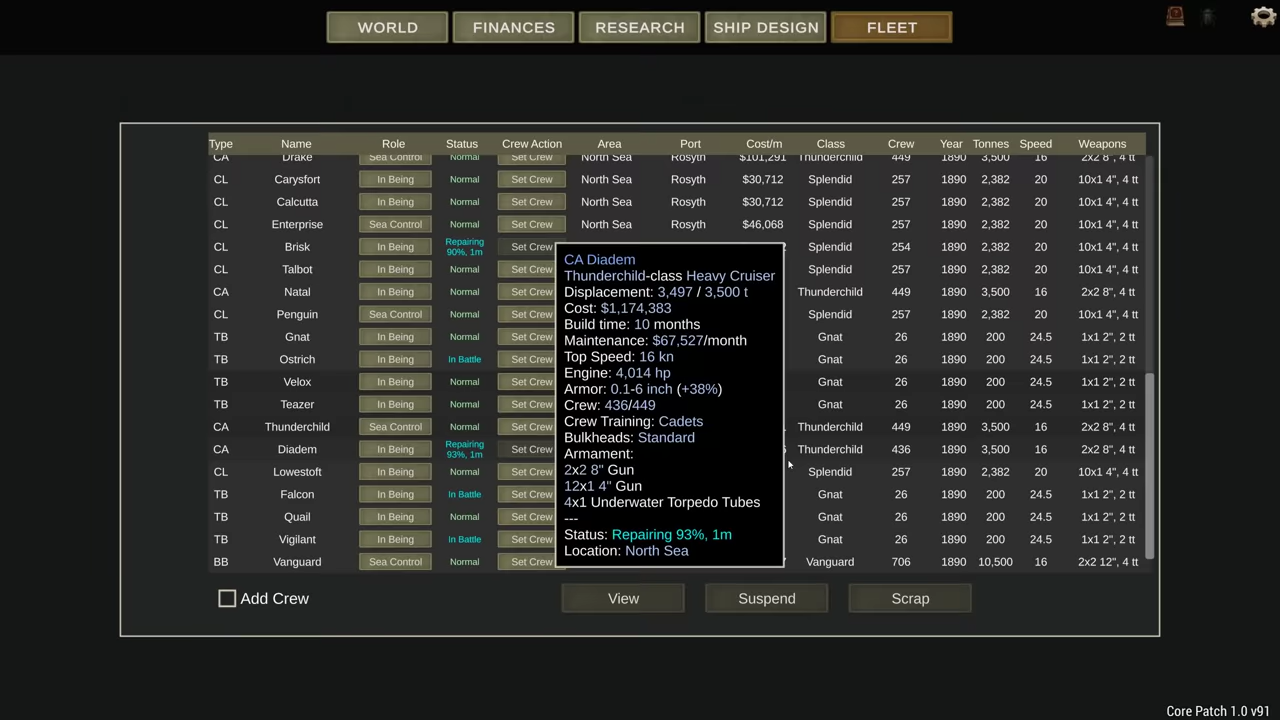 WORLD FINANCES RESEARCH SHIP DESIGN FLEET
Type Name Role Status Crew Action Area Port Cost/m Class Crew Year Tonnes Speed Weapons
CA Drake Sea Control Normal Set Crew North Sea Rosyth $101,291 Thunderchild 449 1890 3,500 16 2x2 8", 4 tt
CL Carysfort In Being Normal Set Crew North Sea Rosyth $30,712 Splendid 257 1890 2,382 20 10x1 4", 4 tt
CL Calcutta In Being Normal Set Crew North Sea Rosyth $30,712 Splendid 257 1890 2,382 20 10x1 4", 4 tt
CL Enterprise Sea Control Normal Set Crew North Sea Rosyth $46,068 Splendid 257 1890 2,382 20 10x1 4", 4 tt
CL Brisk In Being Repairing 90%, 1m Set Crew Splendid 254 1890 2,382 20 10x1 4", 4 tt
CL Talbot In Being Normal Set Crew Splendid 257 1890 2,382 20 10x1 4", 4 tt
CA Natal In Being Normal Set Crew Thunderchild 449 1890 3,500 16 2x2 8", 4 tt
CL Penguin Sea Control Normal Set Crew Splendid 257 1890 2,382 20 10x1 4", 4 tt
TB Gnat In Being Normal Set Crew Gnat 26 1890 200 24.5 1x1 2", 2 tt
TB Ostrich In Being In Battle Set Crew Gnat 26 1890 200 24.5 1x1 2", 2 tt
TB Velox In Being Normal Set Crew Gnat 26 1890 200 24.5 1x1 2", 2 tt
TB Teazer In Being Normal Set Crew Gnat 26 1890 200 24.5 1x1 2", 2 tt
CA Thunderchild Sea Control Normal Set Crew Thunderchild 449 1890 3,500 16 2x2 8", 4 tt
CA Diadem In Being Repairing 93%, 1m Set Crew Thunderchild 436 1890 3,500 16 2x2 8", 4 tt
CL Lowestoft In Being Normal Set Crew Splendid 257 1890 2,382 20 10x1 4", 4 tt
TB Falcon In Being In Battle Set Crew Gnat 26 1890 200 24.5 1x1 2", 2 tt
TB Quail In Being Normal Set Crew Gnat 26 1890 200 24.5 1x1 2", 2 tt
TB Vigilant In Being In Battle Set Crew Gnat 26 1890 200 24.5 1x1 2", 2 tt
BB Vanguard Sea Control Normal Set Crew Vanguard 706 1890 10,500 16 2x2 12", 4 tt
CA Diadem
Thunderchild-class Heavy Cruiser
Displacement: 3,497 / 3,500 t
Cost: $1,174,383
Build time: 10 months
Maintenance: $67,527/month
Top Speed: 16 kn
Engine: 4,014 hp
Armor: 0.1-6 inch (+38%)
Crew: 436/449
Crew Training: Cadets
Bulkheads: Standard
Armament:
2x2 8" Gun
12x1 4" Gun
4x1 Underwater Torpedo Tubes
---
Status: Repairing 93%, 1m
Location: North Sea
Add Crew View Suspend Scrap
Core Patch 1.0 v91